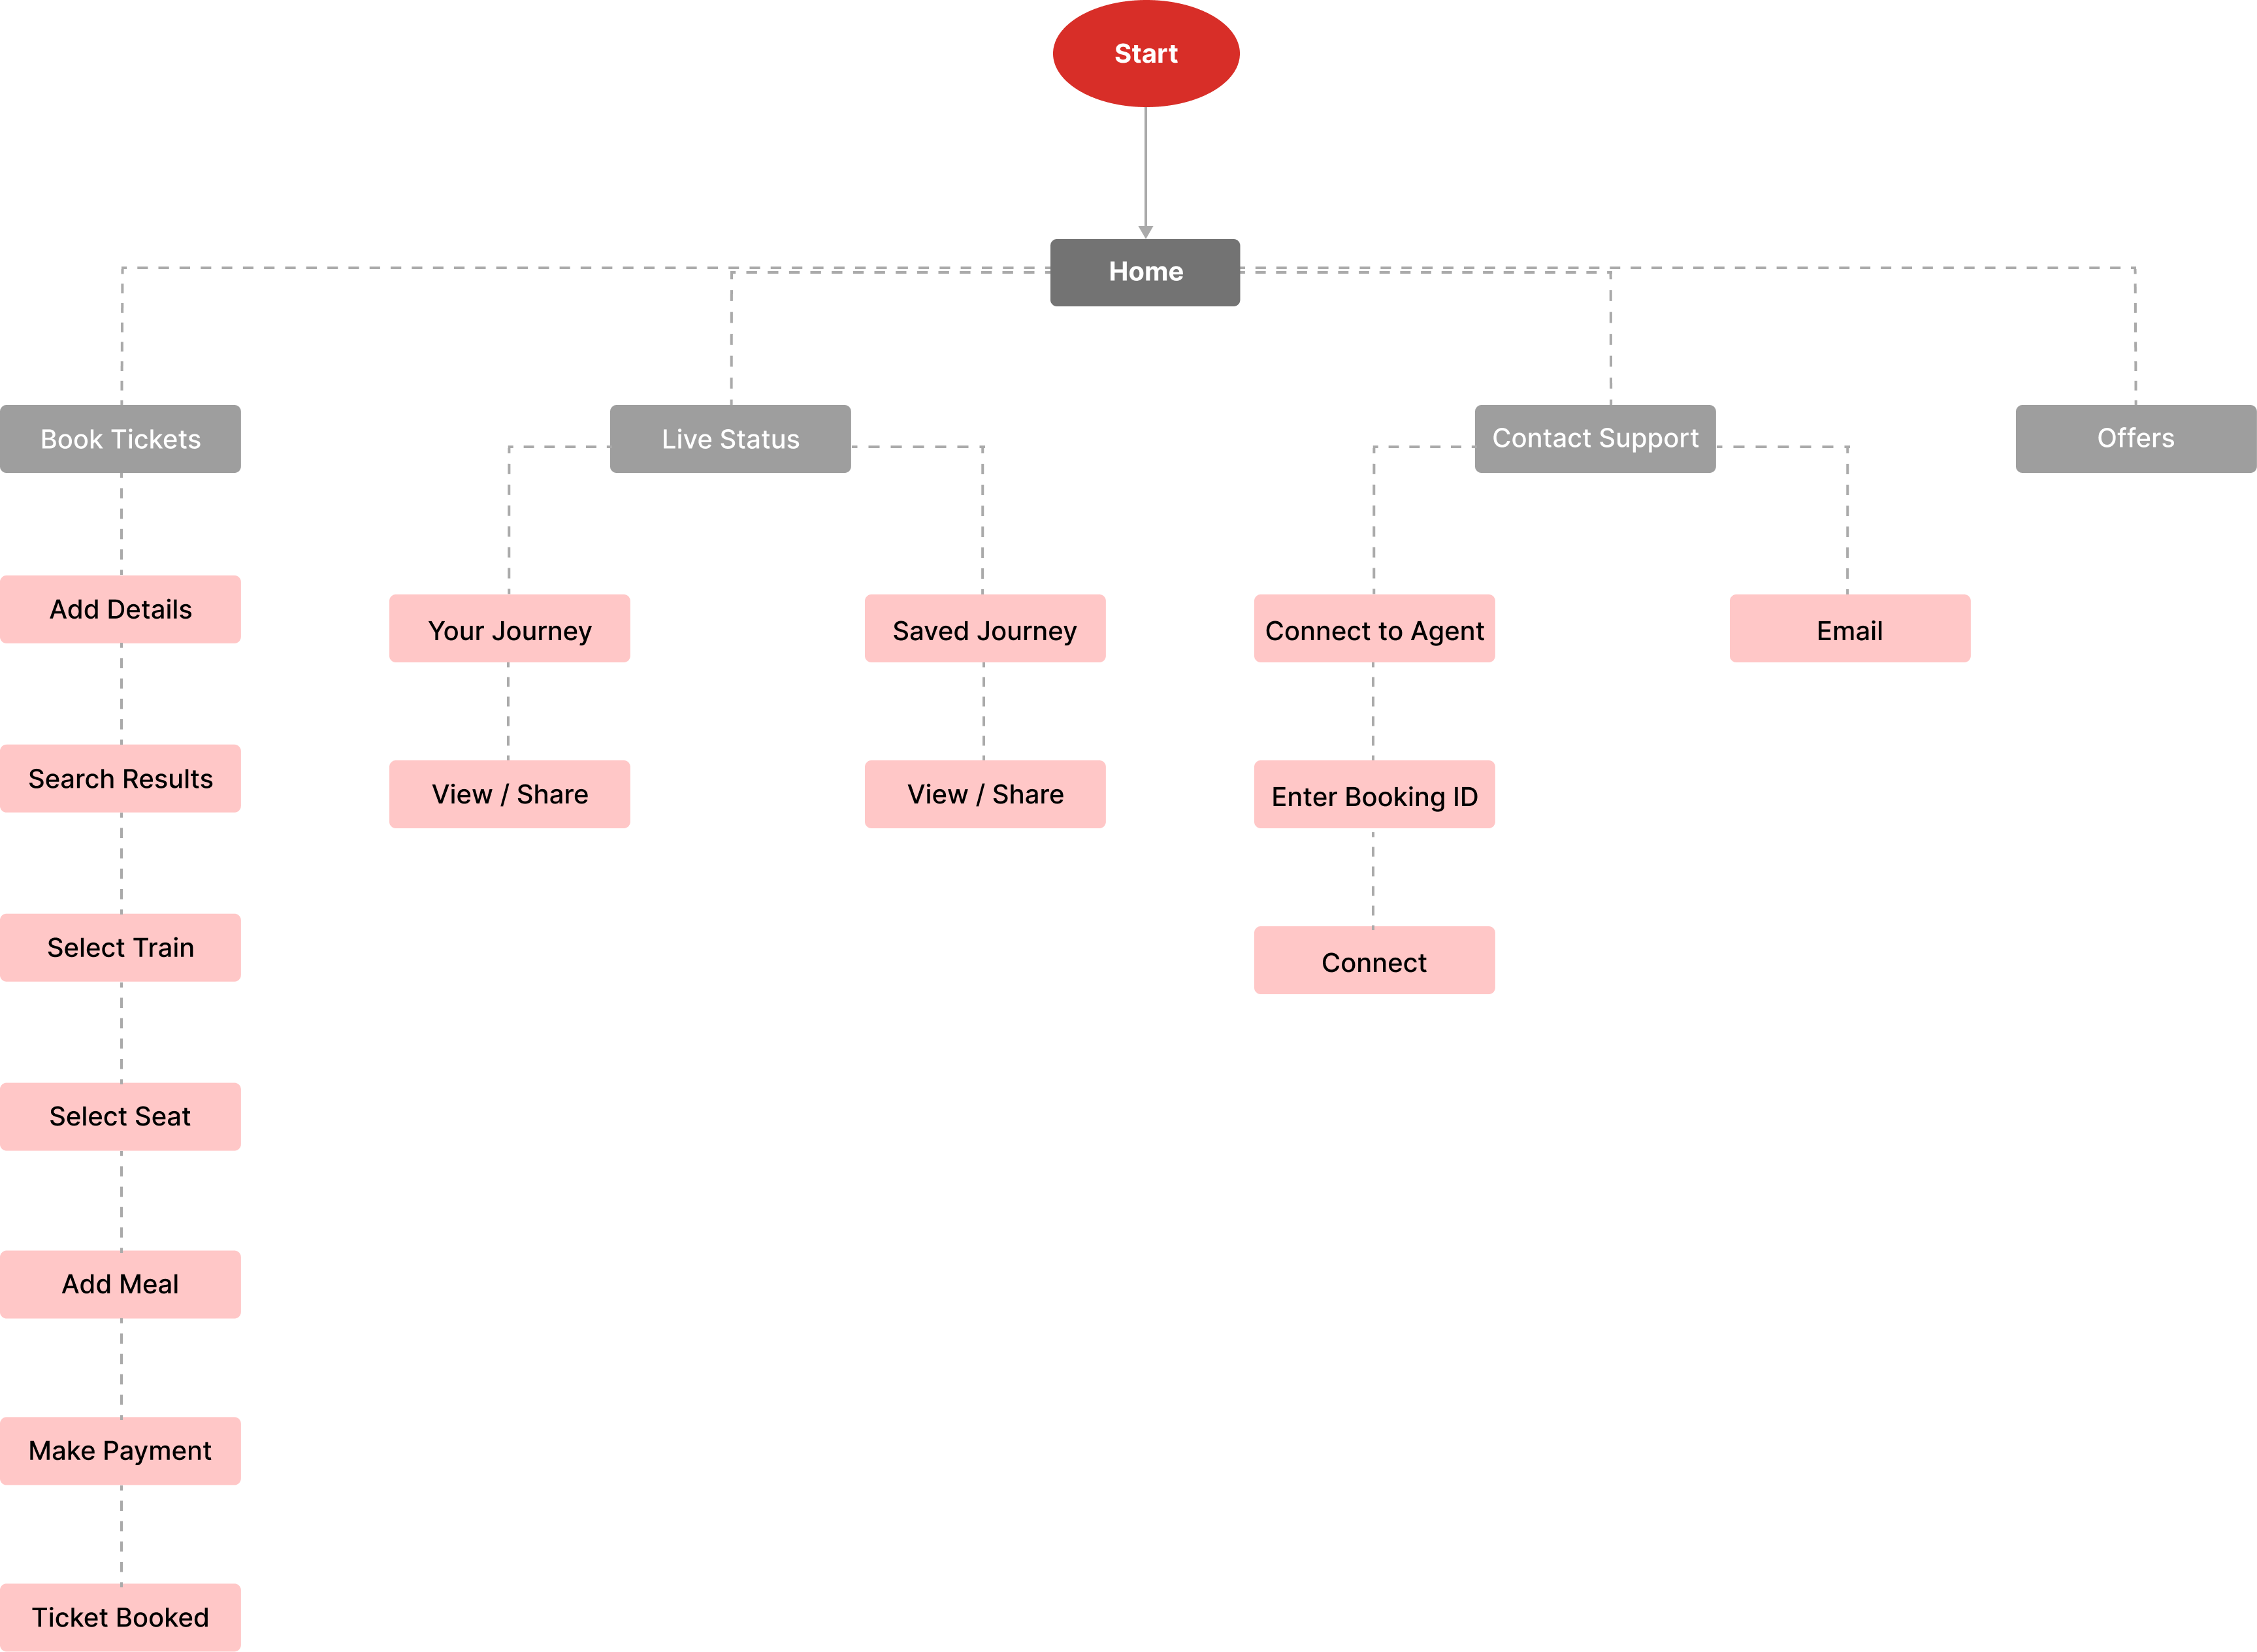 Start
Home
Book Tickets
Live Status
Contact Support
Offers
Add Details
Your Journey
Saved Journey
Connect to Agent
Email
Search Results
View / Share
View / Share
Enter Booking ID
Select Train
Connect
Select Seat
Add Meal
Make Payment
Ticket Booked